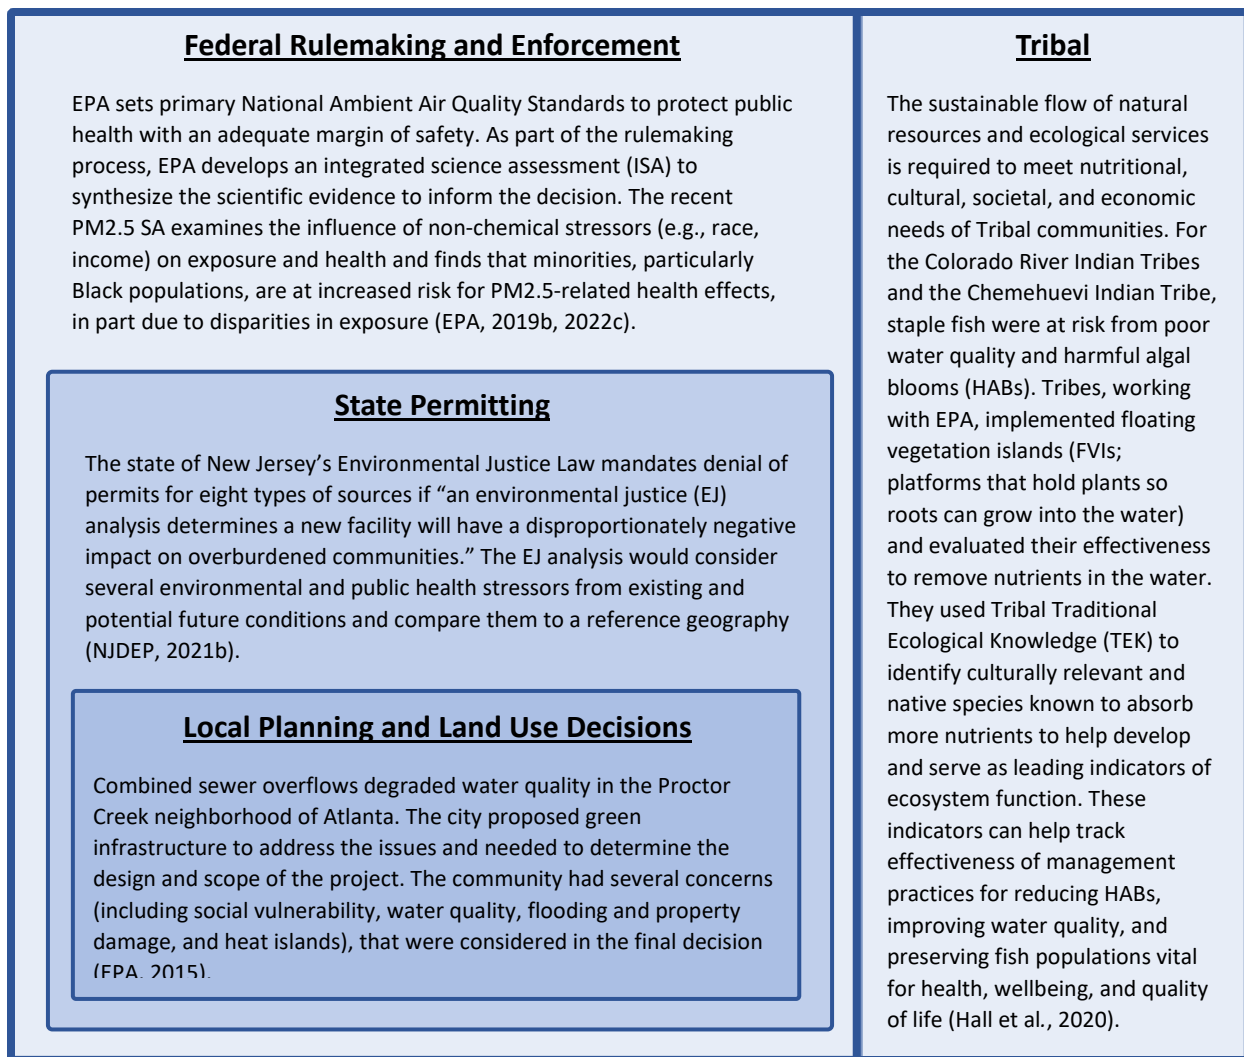 Federal Rulemaking and Enforcement
EPA sets primary National Ambient Air Quality Standards to protect public
health with an adequate margin of safety. As part of the rulemaking
process, EPA develops an integrated science assessment (ISA) to
synthesize the scientific evidence to inform the decision. The recent
PM2.5 SA examines the influence of non-chemical stressors (e.g., race,
income) on exposure and health and finds that minorities, particularly
Black populations, are at increased risk for PM2.5-related health effects,
in part due to disparities in exposure (EPA, 2019b, 2022c).
State Permitting
The state of New Jersey’s Environmental Justice Law mandates denial of
permits for eight types of sources if “an environmental justice (EJ)
analysis determines a new facility will have a disproportionately negative
impact on overburdened communities.” The EJ analysis would consider
several environmental and public health stressors from existing and
potential future conditions and compare them to a reference geography
(NJDEP, 2021b).
Local Planning and Land Use Decisions
Combined sewer overflows degraded water quality in the Proctor
Creek neighborhood of Atlanta. The city proposed green
infrastructure to address the issues and needed to determine the
design and scope of the project. The community had several concerns
(including social vulnerability, water quality, flooding and property
damage, and heat islands), that were considered in the final decision
(EPA, 2015).
Tribal
The sustainable flow of natural
resources and ecological services
is required to meet nutritional,
cultural, societal, and economic
needs of Tribal communities. For
the Colorado River Indian Tribes
and the Chemehuevi Indian Tribe,
staple fish were at risk from poor
water quality and harmful algal
blooms (HABs). Tribes, working
with EPA, implemented floating
vegetation islands (FVIs;
platforms that hold plants so
roots can grow into the water)
and evaluated their effectiveness
to remove nutrients in the water.
They used Tribal Traditional
Ecological Knowledge (TEK) to
identify culturally relevant and
native species known to absorb
more nutrients to help develop
and serve as leading indicators of
ecosystem function. These
indicators can help track
effectiveness of management
practices for reducing HABs,
improving water quality, and
preserving fish populations vital
for health, wellbeing, and quality
of life (Hall et al., 2020).